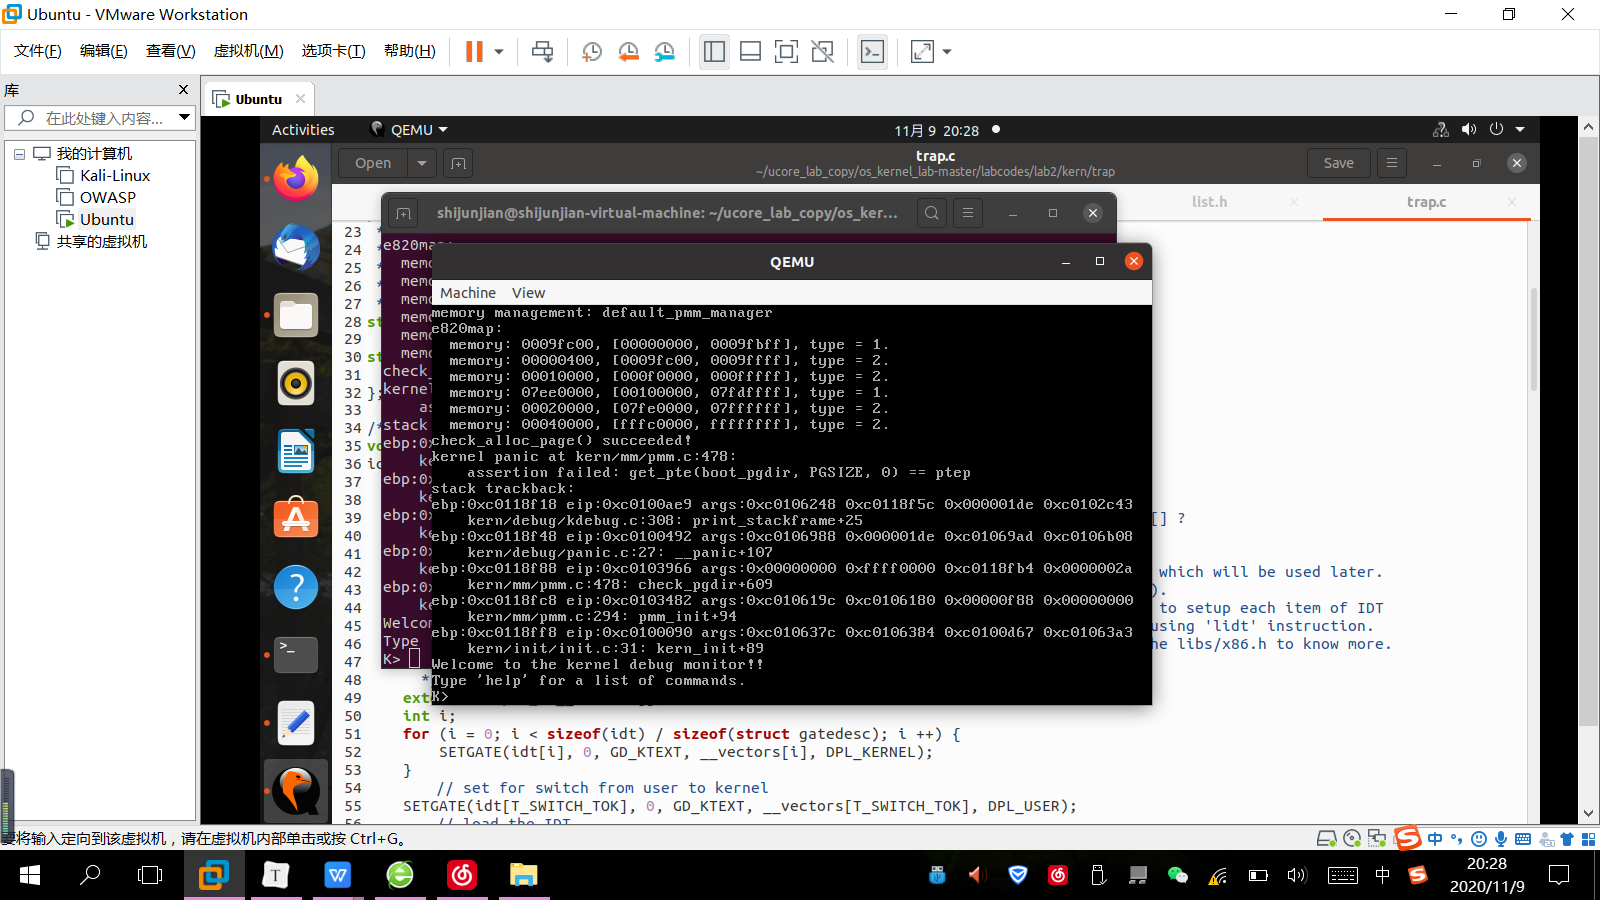 Ubuntu - VMware Workstation
文件(F) 编辑(E) 查看(V) 虚拟机(M) 选项卡(T) 帮助(H)
库
在此处键入内容...
我的计算机
Kali-Linux
OWASP
Ubuntu
共享的虚拟机
Ubuntu
Activities QEMU 11月 9 20:28
Open trap.c Save
~/ucore_lab_copy/os_kernel_lab-master/labcodes/lab2/kern/trap
list.h trap.c
shijunjian@shijunjian-virtual-machine: ~/ucore_lab_copy/os_ker...
23 *
24 *
25 *
26 *
27 *
28 st
29
30 st
31
32 };
33
34 /*
35 vo
36 id
37
38
39
40
41
42
43
44
45
46
47
48 *
49 ext
50 int i;
51 for (i = 0; i < sizeof(idt) / sizeof(struct gatedesc); i ++) {
52 SETGATE(idt[i], 0, GD_KTEXT, __vectors[i], DPL_KERNEL);
53 }
54 // set for switch from user to kernel
55 SETGATE(idt[T_SWITCH_TOK], 0, GD_KTEXT, __vectors[T_SWITCH_TOK], DPL_USER);
[] ?
which will be used later.
).
to setup each item of IDT
using 'lidt' instruction.
he libs/x86.h to know more.
e820map:
memo
memo
memo
memo
memo
memo
check_
kernel
as
stack
ebp:0x
ke
ebp:0x
ke
ebp:0x
ke
ebp:0x
ke
ebp:0x
ke
Welcom
Type
K>
QEMU
Machine View
memory management: default_pmm_manager
e820map:
memory: 0009fc00, [00000000, 0009fbff], type = 1.
memory: 00000400, [0009fc00, 0009ffff], type = 2.
memory: 00010000, [000f0000, 000fffff], type = 2.
memory: 07ee0000, [00100000, 07fdffff], type = 1.
memory: 00020000, [07fe0000, 07ffffff], type = 2.
memory: 00040000, [fffc0000, ffffffff], type = 2.
check_alloc_page() succeeded!
kernel panic at kern/mm/pmm.c:478:
assertion failed: get_pte(boot_pgdir, PGSIZE, 0) == ptep
stack trackback:
ebp:0xc0118f18 eip:0xc0100ae9 args:0xc0106248 0xc0118f5c 0x000001de 0xc0102c43
kern/debug/kdebug.c:308: print_stackframe+25
ebp:0xc0118f48 eip:0xc0100492 args:0xc0106988 0x000001de 0xc01069ad 0xc0106b08
kern/debug/panic.c:27: __panic+107
ebp:0xc0118f88 eip:0xc0103966 args:0x00000000 0xffff0000 0xc0118fb4 0x0000002a
kern/mm/pmm.c:478: check_pgdir+609
ebp:0xc0118fc8 eip:0xc0103482 args:0xc010619c 0xc0106180 0x00000f88 0x00000000
kern/mm/pmm.c:294: pmm_init+94
ebp:0xc0118ff8 eip:0xc0100090 args:0xc010637c 0xc0106384 0xc0100d67 0xc01063a3
kern/init/init.c:31: kern_init+89
Welcome to the kernel debug monitor!!
Type 'help' for a list of commands.
K>
要将输入定向到该虚拟机，请在虚拟机内部单击或按 Ctrl+G。
中
中
20:28
2020/11/9